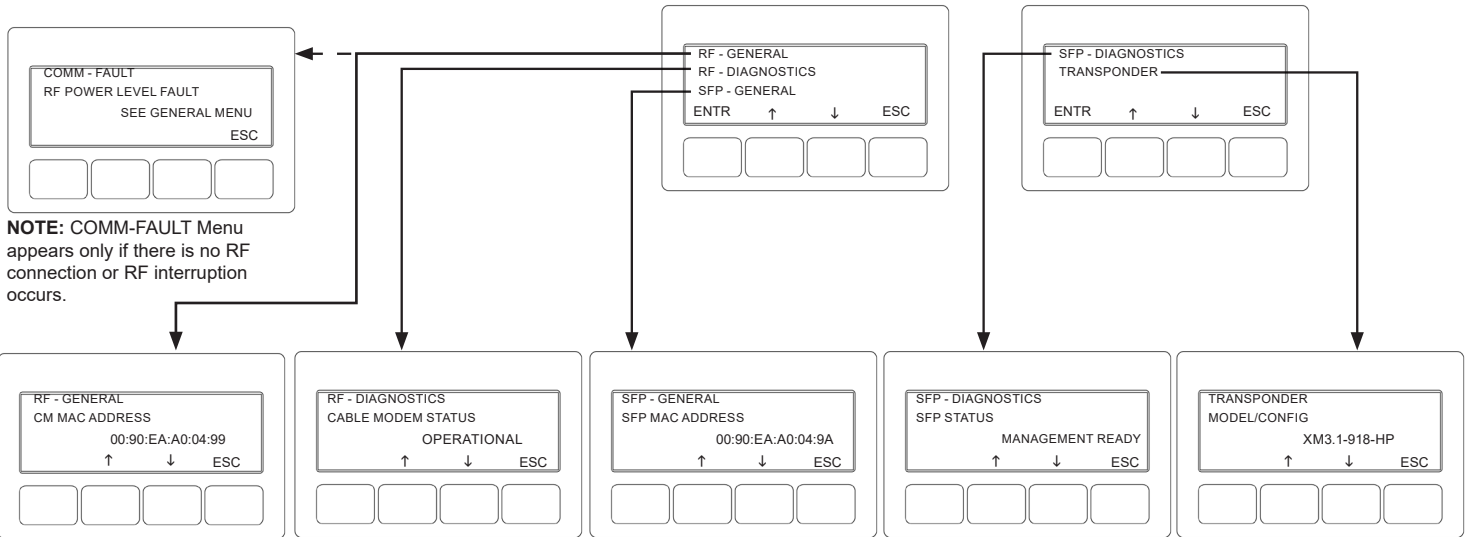 COMM - FAULT
RF POWER LEVEL FAULT
SEE GENERAL MENU
ESC
NOTE: COMM-FAULT Menu
appears only if there is no RF
connection or RF interruption
occurs.
RF - GENERAL
RF - DIAGNOSTICS
SFP - GENERAL
ENTR ↑ ↓ ESC
SFP - DIAGNOSTICS
TRANSPONDER
ENTR ↑ ↓ ESC
RF - GENERAL
CM MAC ADDRESS
00:90:EA:A0:04:99
↑ ↓ ESC
RF - DIAGNOSTICS
CABLE MODEM STATUS
OPERATIONAL
↑ ↓ ESC
SFP - GENERAL
SFP MAC ADDRESS
00:90:EA:A0:04:9A
↑ ↓ ESC
SFP - DIAGNOSTICS
SFP STATUS
MANAGEMENT READY
↑ ↓ ESC
TRANSPONDER
MODEL/CONFIG
XM3.1-918-HP
↑ ↓ ESC